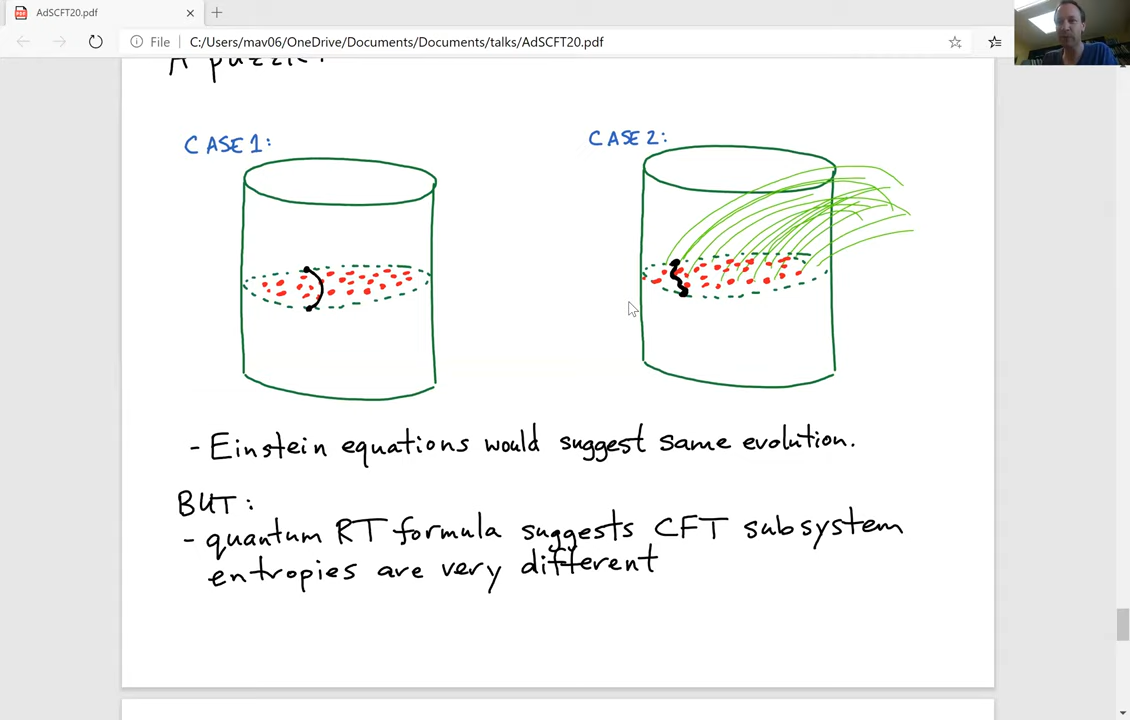 AdSCFT20.pdf
File
C:/Users/mav06/OneDrive/Documents/Documents/talks/AdSCFT20.pdf
CASE 1:
CASE 2:
- Einstein equations would suggest same evolution.
BUT:
- quantum RT formula suggests CFT subsystem
entropies are very different